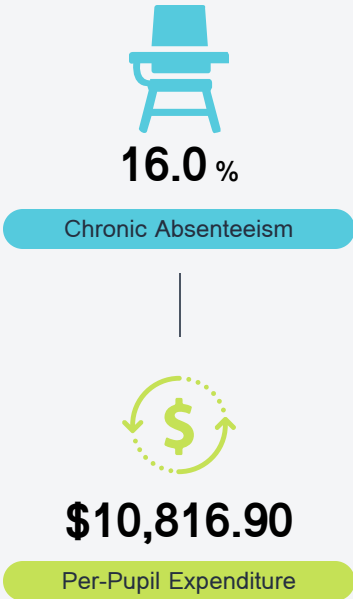 16.0 %
Chronic Absenteeism
$
$10,816.90
Per-Pupil Expenditure